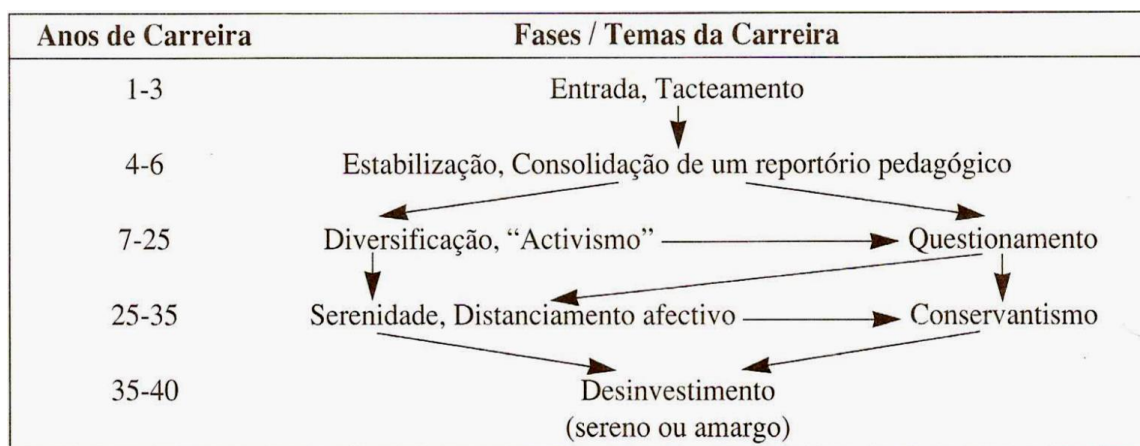 Anos de Carreira Fases / Temas da Carreira
1-3 Entrada, Tacteamento
4-6 Estabilização, Consolidação de um reportório pedagógico
7-25 Diversificação, “Activismo” Questionamento
25-35 Serenidade, Distanciamento afectivo Conservantismo
35-40 Desinvestimento
(sereno ou amargo)